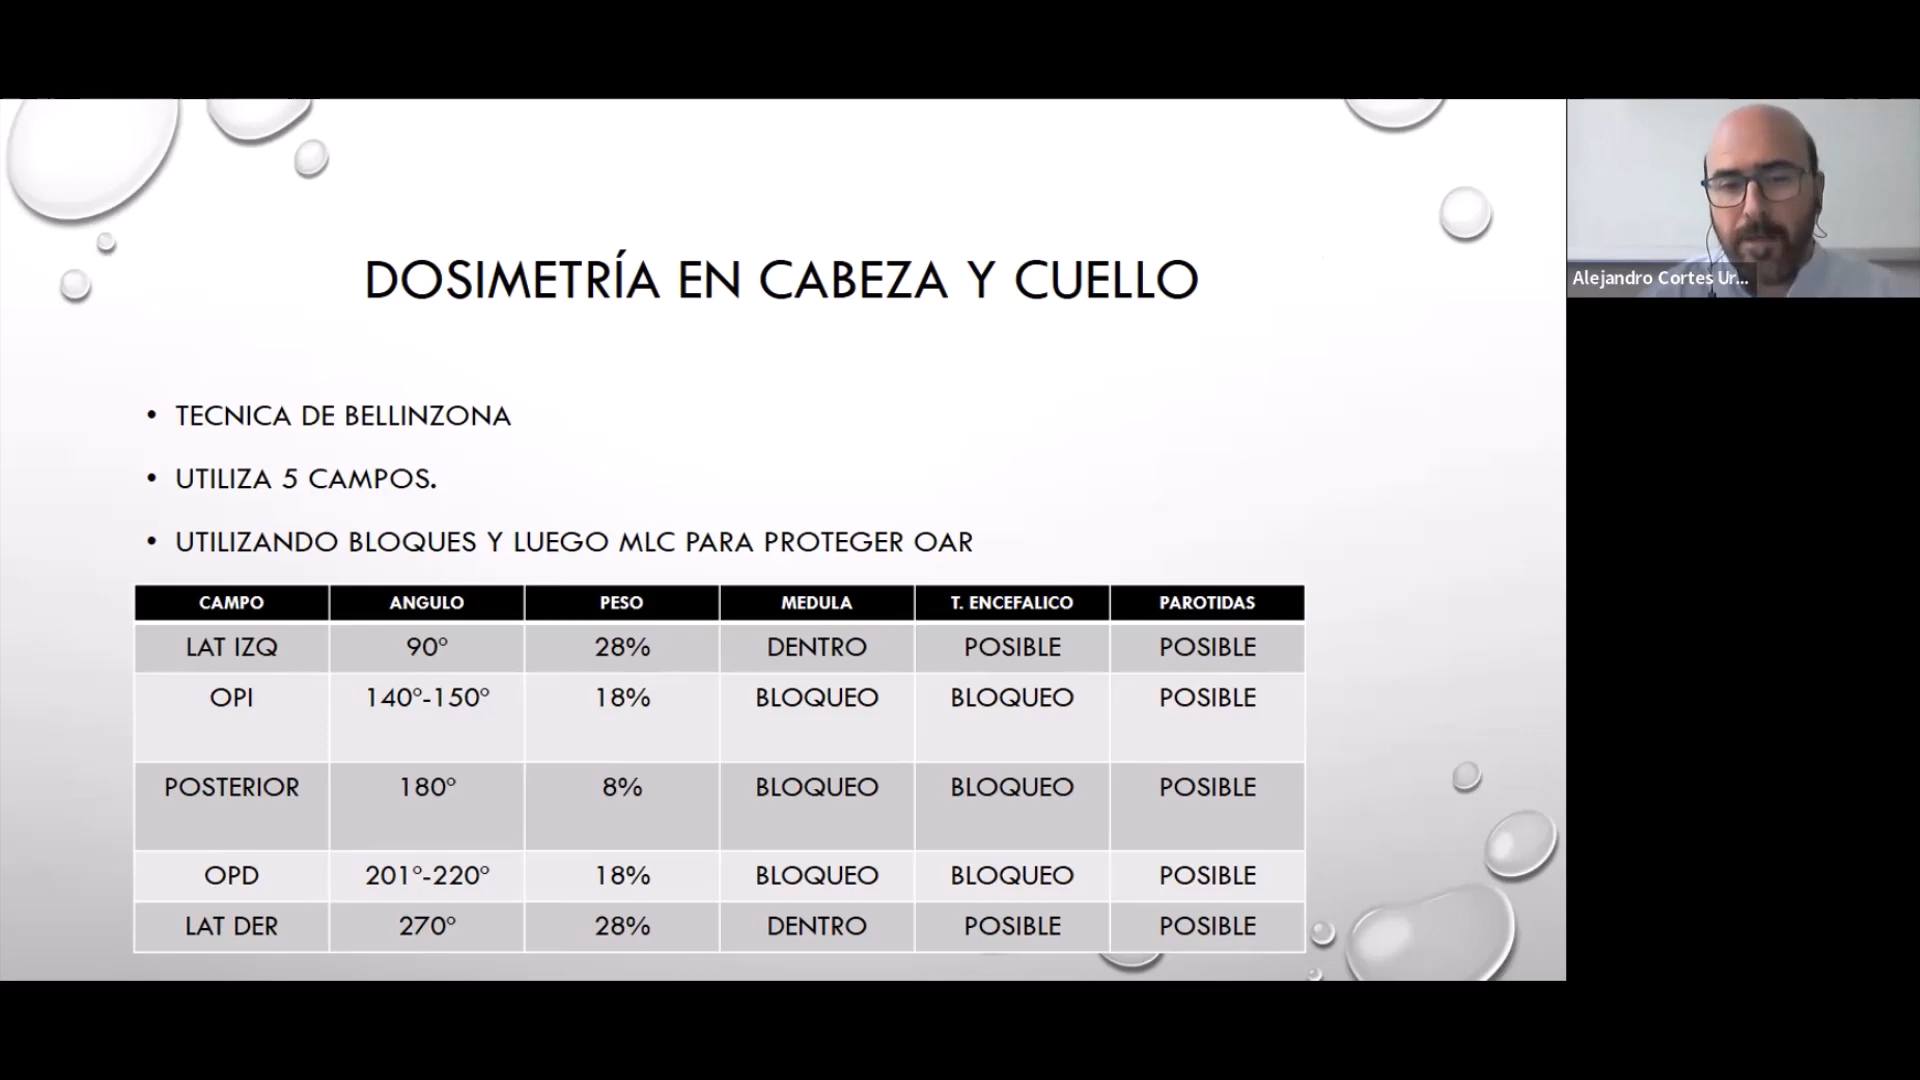 DOSIMETRÍA EN CABEZA Y CUELLO
• TECNICA DE BELLINZONA
• UTILIZA 5 CAMPOS.
• UTILIZANDO BLOQUES Y LUEGO MLC PARA PROTEGER OAR
CAMPO ANGULO PESO MEDULA T. ENCEFALICO PAROTIDAS
LAT IZQ 90° 28% DENTRO POSIBLE POSIBLE
OPI 140°-150° 18% BLOQUEO BLOQUEO POSIBLE
POSTERIOR 180° 8% BLOQUEO BLOQUEO POSIBLE
OPD 201°-220° 18% BLOQUEO BLOQUEO POSIBLE
LAT DER 270° 28% DENTRO POSIBLE POSIBLE
Alejandro Cortes Ur...